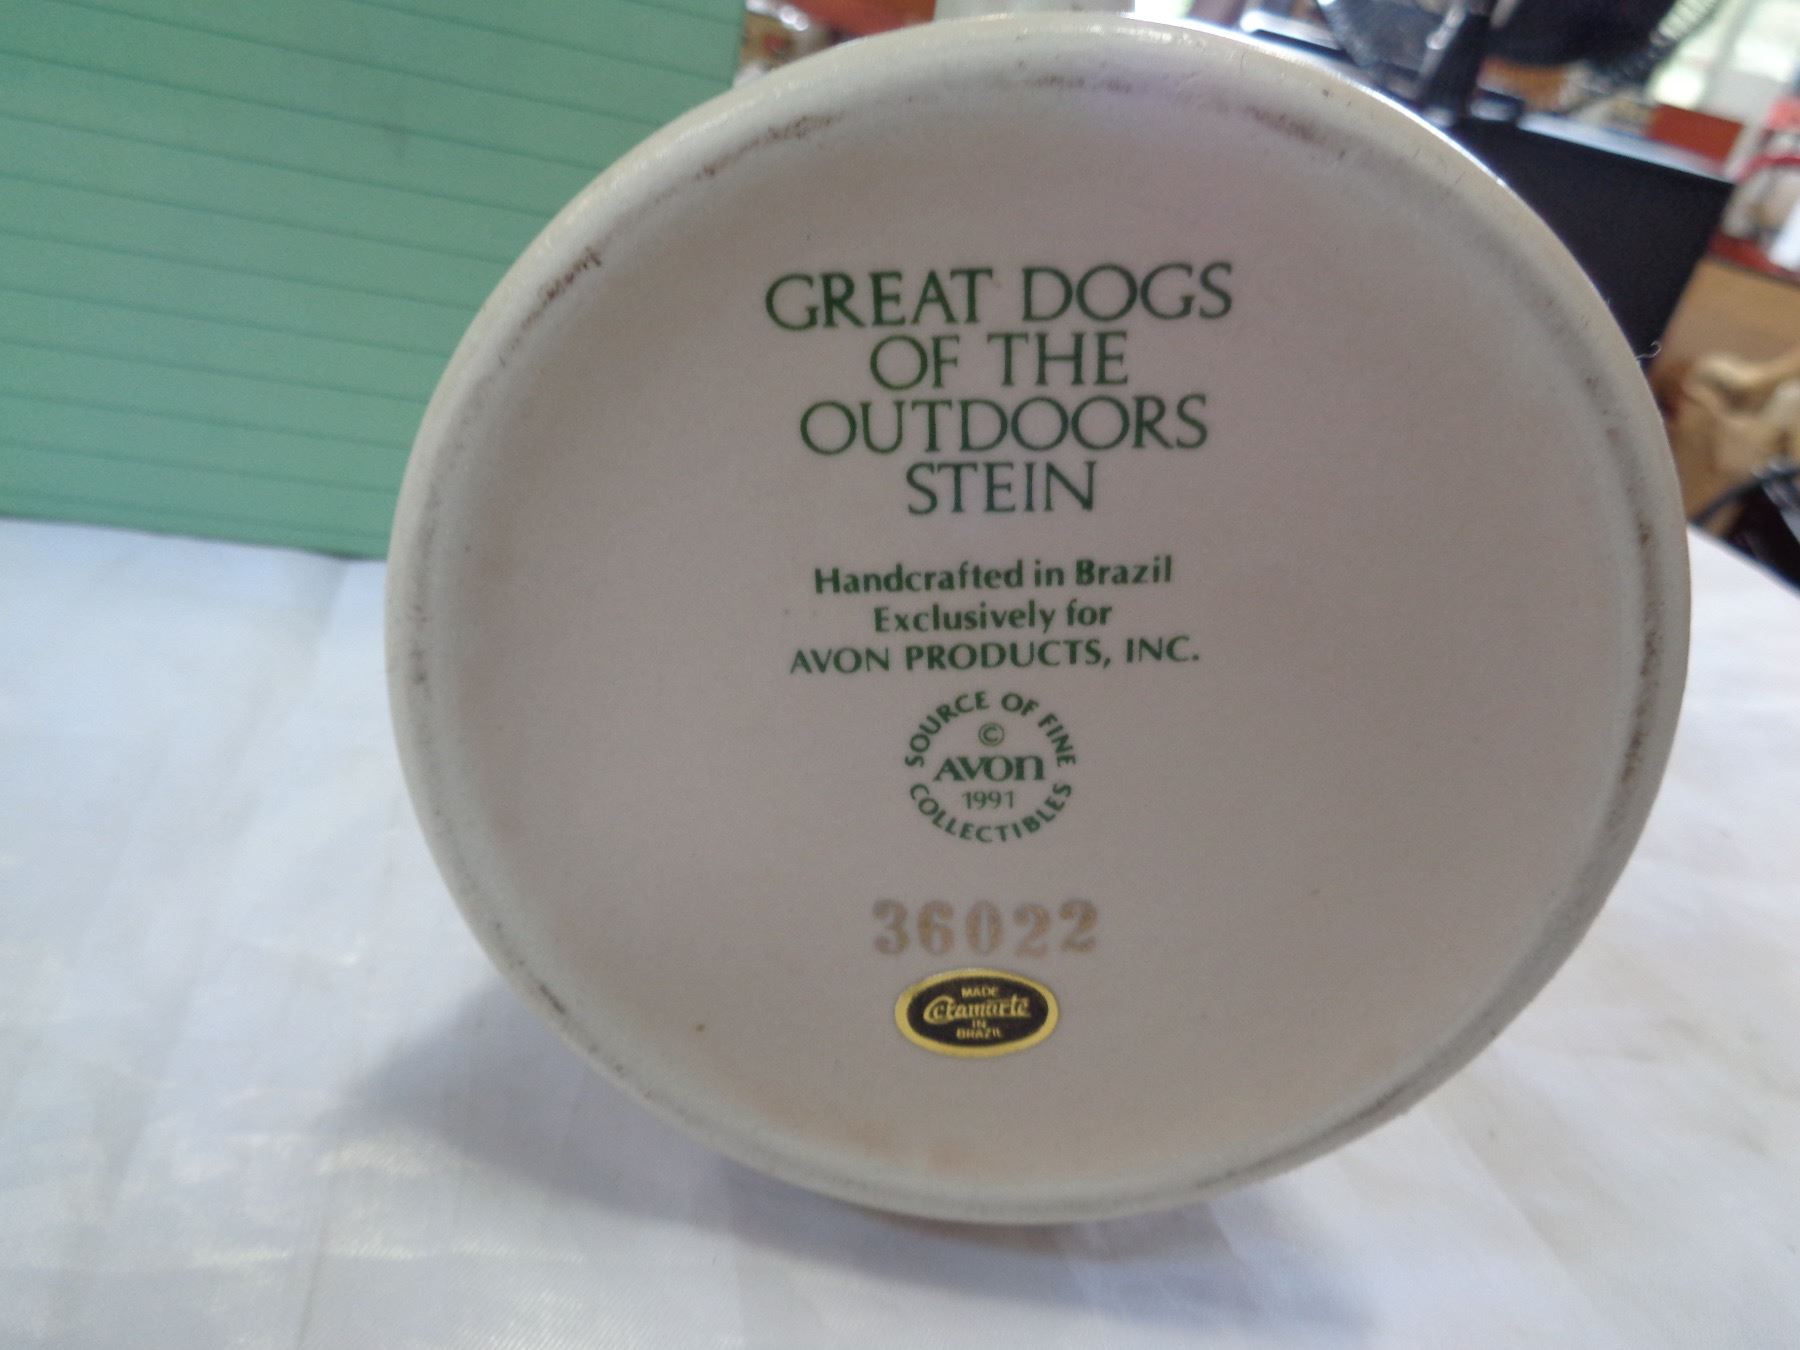 GREAT DOGS
OF THE
OUTDOORS
STEIN
Handcrafted in Brazil
Exclusively for
AVON PRODUCTS, INC.
SOURCE OF FINE
©
AVON
1991
COLLECTIBLES
36022
MADE
Ceramarte
IN
BRAZIL